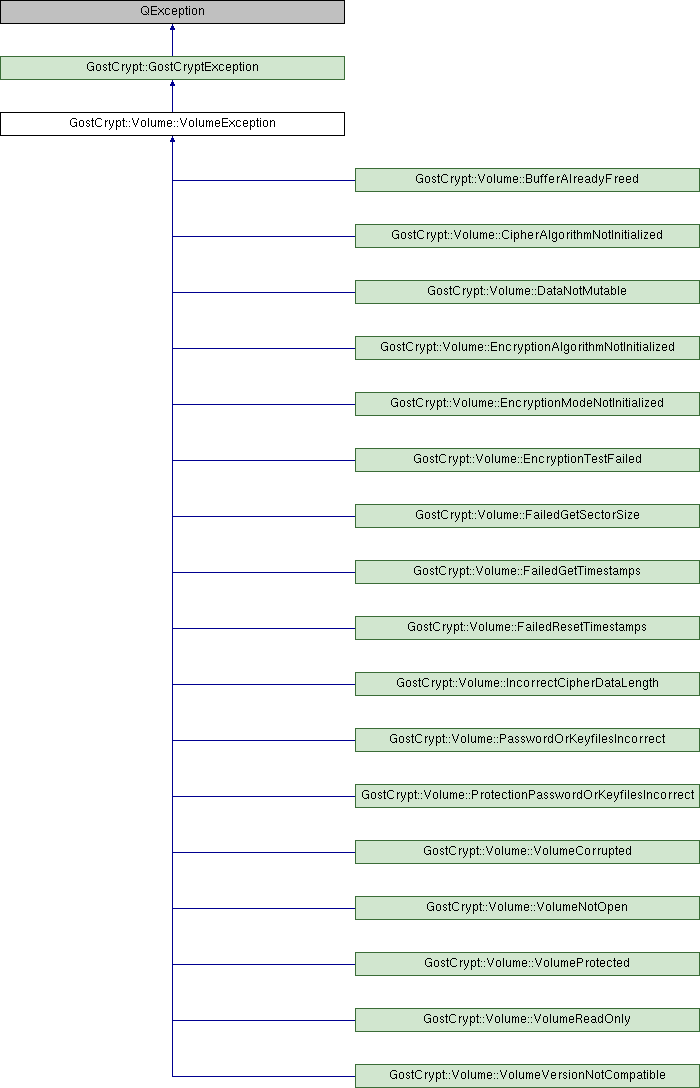 QException
GostCrypt::GostCryptException
GostCrypt::Volume::VolumeException
GostCrypt::Volume::BufferAlreadyFreed
GostCrypt::Volume::CipherAlgorithmNotInitialized
GostCrypt::Volume::DataNotMutable
GostCrypt::Volume::EncryptionAlgorithmNotInitialized
GostCrypt::Volume::EncryptionModeNotInitialized
GostCrypt::Volume::EncryptionTestFailed
GostCrypt::Volume::FailedGetSectorSize
GostCrypt::Volume::FailedGetTimestamps
GostCrypt::Volume::FailedResetTimestamps
GostCrypt::Volume::IncorrectCipherDataLength
GostCrypt::Volume::PasswordOrKeyfilesIncorrect
GostCrypt::Volume::ProtectionPasswordOrKeyfilesIncorrect
GostCrypt::Volume::VolumeCorrupted
GostCrypt::Volume::VolumeNotOpen
GostCrypt::Volume::VolumeProtected
GostCrypt::Volume::VolumeReadOnly
GostCrypt::Volume::VolumeVersionNotCompatible